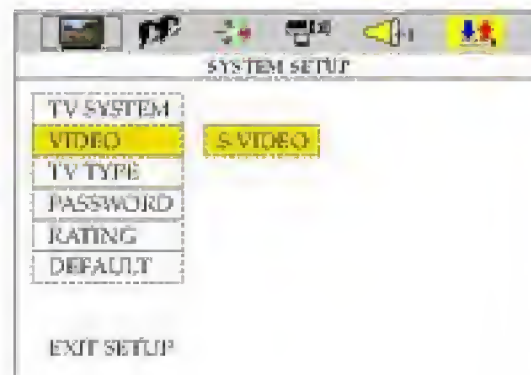 SYSTEM SETUP
TV SYSTEM
VIDEO
S-VIDEO
TV TYPE
PASSWORD
RATING
DEFAULT
EXIT SETUP